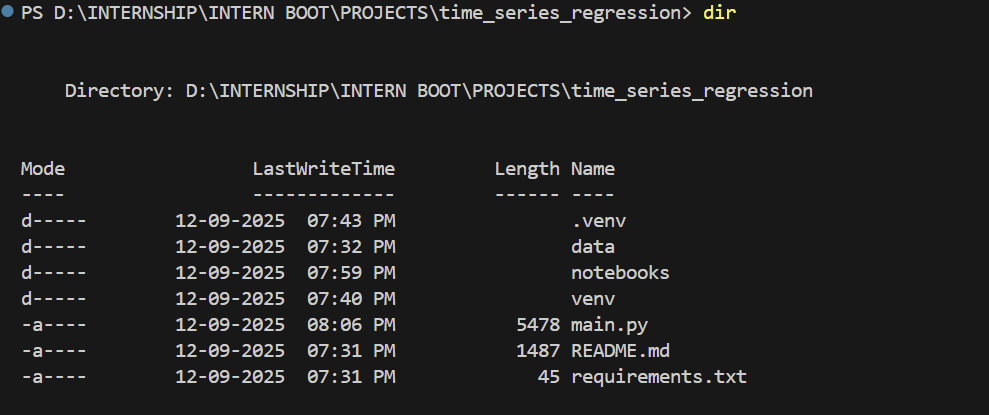 PS D:\INTERNSHIP\INTERN BOOT\PROJECTS\time_series_regression> dir
Directory: D:\INTERNSHIP\INTERN BOOT\PROJECTS\time_series_regression
Mode LastWriteTime Length Name
---- ------------- ------ ----
d----- 12-09-2025 07:43 PM .venv
d----- 12-09-2025 07:32 PM data
d----- 12-09-2025 07:59 PM notebooks
d----- 12-09-2025 07:40 PM venv
-a---- 12-09-2025 08:06 PM 5478 main.py
-a---- 12-09-2025 07:31 PM 1487 README.md
-a---- 12-09-2025 07:31 PM 45 requirements.txt